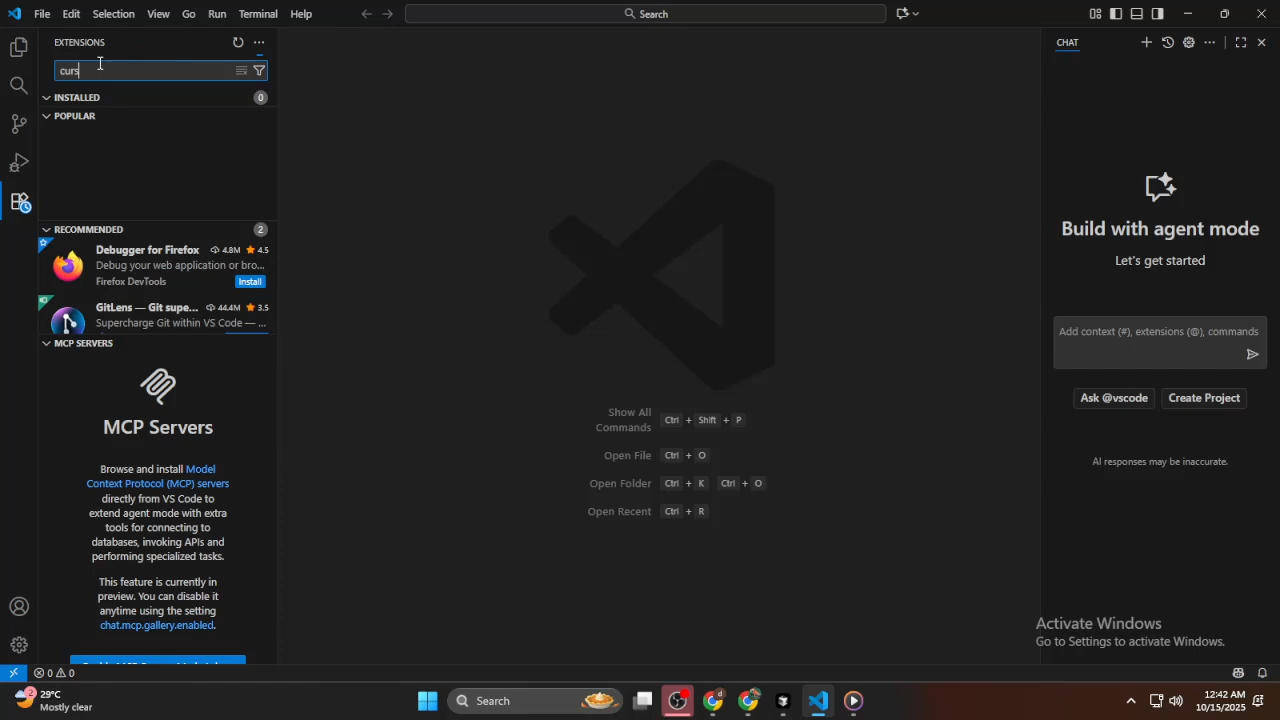 File Edit Selection View Go Run Terminal Help
Search
EXTENSIONS
curs
INSTALLED
0
POPULAR
RECOMMENDED
2
Debugger for Firefox 4.8M 4.5
Debug your web application or bro...
Firefox DevTools
Install
GitLens — Git supe... 44.4M 3.5
Supercharge Git within VS Code — ...
MCP SERVERS
MCP Servers
Browse and install Model
Context Protocol (MCP) servers
directly from VS Code to
extend agent mode with extra
tools for connecting to
databases, invoking APIs and
performing specialized tasks.
This feature is currently in
preview. You can disable it
anytime using the setting
chat.mcp.gallery.enabled.
Show All
Commands
Ctrl + Shift + P
Open File Ctrl + O
Open Folder Ctrl + K Ctrl + O
Open Recent Ctrl + R
CHAT
Build with agent mode
Let's get started
Add context (#), extensions (@), commands
Ask @vscode
Create Project
AI responses may be inaccurate.
Activate Windows
Go to Settings to activate Windows.
0 0
2
29°C
Mostly clear
Search
12:42 AM
10/15/2025